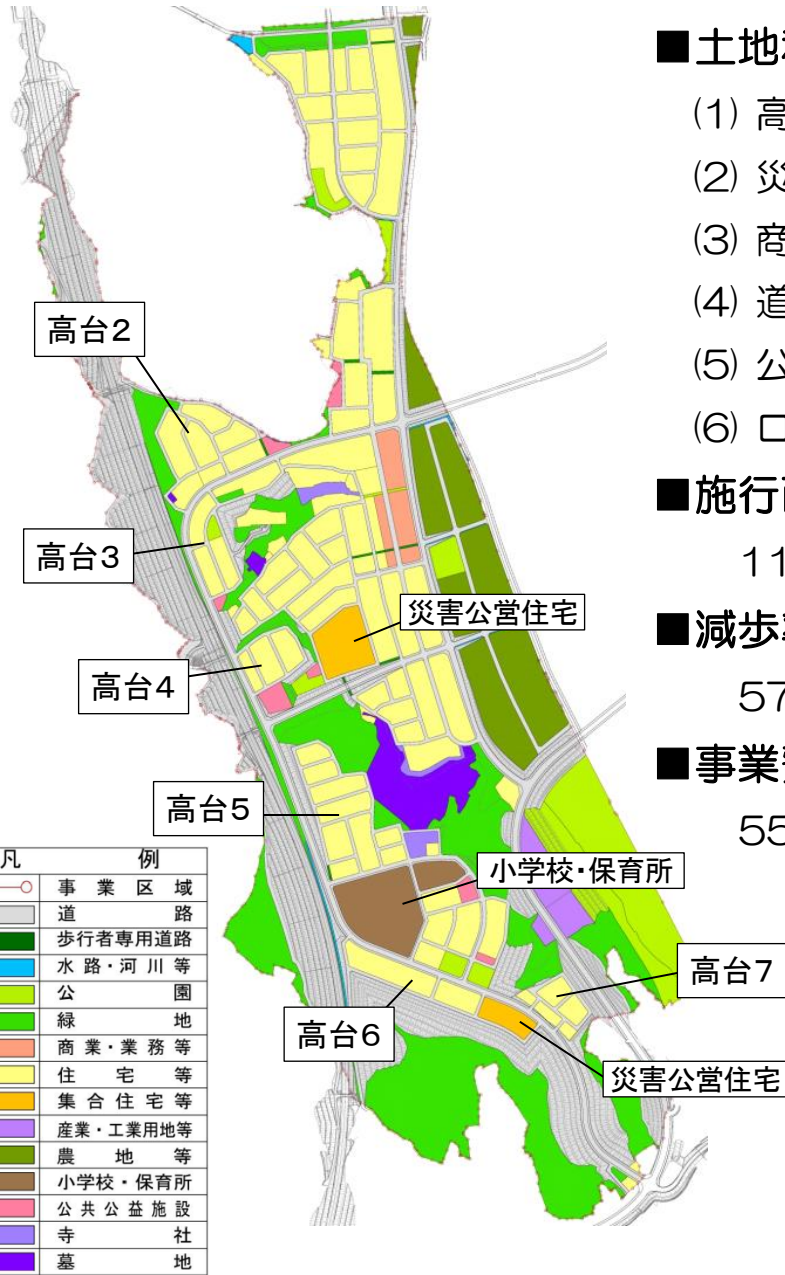 ■土地
(1) 高
(2) 災
(3) 商
(4) 道
(5) 公
(6) ロ
■施行
11
■減歩
57
■事業
55
高台2
高台3
災害公営住宅
高台4
高台5
小学校・保育所
高台7
高台6
災害公営住宅
凡 例
事業区域
道路
歩行者専用道路
水路・河川等
公園
緑地
商業・業務等
住宅等
集合住宅等
産業・工業用地等
農地等
小学校・保育所
公共公益施設
寺社
墓地